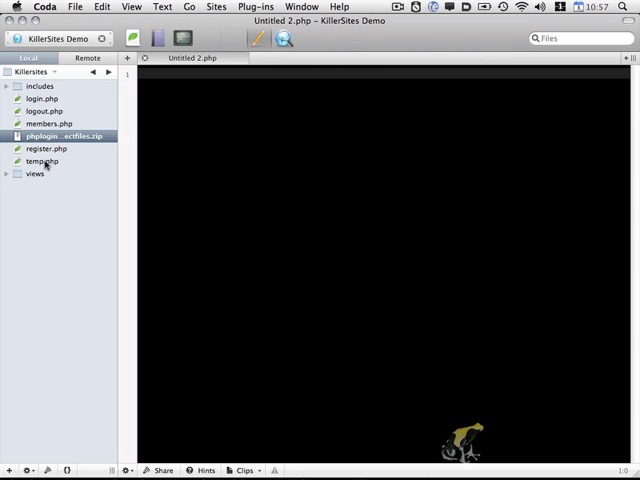 Coda File Edit View Text Go Sites Plug-ins Window Help 10:57
Untitled 2.php – KillerSites Demo
KillerSites Demo Files
Local Remote Untitled 2.php
Killersites
1
includes
login.php
logout.php
members.php
phplogin...ectfiles.zip
register.php
temp.php
views
Share Hints Clips 1:0